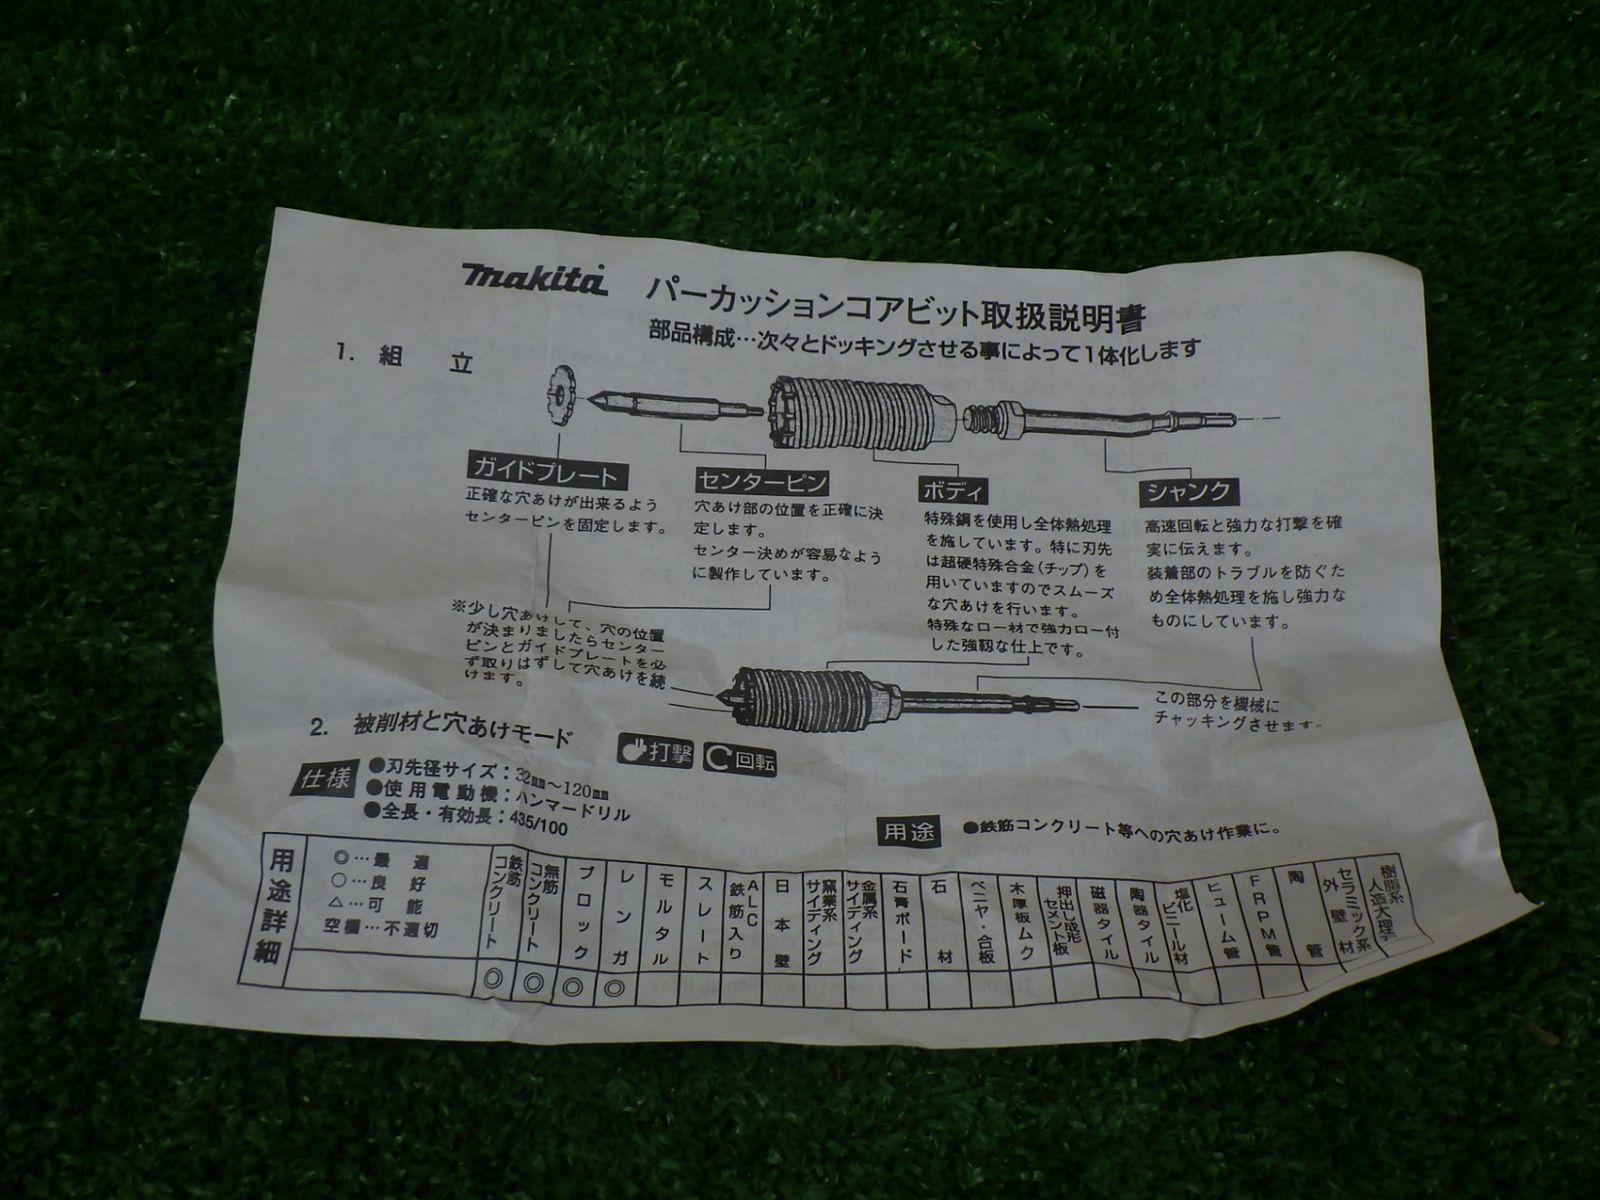 makita パーカッションコアビット取扱説明書
部品構成…次々とドッキングさせる事によって1体化します
1. 組 立
ガイドプレート
正確な穴あけが出来るよう
センターピンを固定します。
センターピン
穴あけ部の位置を正確に決
定します。
センター決めが容易なよう
に製作しています。
ボディ
特殊鋼を使用し全体熱処理
を施しています。特に刃先
は超硬特殊合金(チップ)を
用いていますのでスムーズ
な穴あけを行います。
特殊なロー材で強力ロー付
した強靱な仕上です。
シャンク
高速回転と強力な打撃を確
実に伝えます。
装着部のトラブルを防ぐた
め全体熱処理を施し強力な
ものにしています。
※少し穴あけして、穴の位置
が決まりましたらセンター
ピンとガイドプレートを必
ず取りはずして穴あけを続
けます。
この部分を機械に
チャッキングさせます。
2. 被削材と穴あけモード
打撃 回転
仕様
●刃先径サイズ:32mm～120mm
●使用電動機:ハンマードリル
●全長・有効長:435/100
用途
●鉄筋コンクリート等への穴あけ作業に。
用途詳細
◎…最 適
○…良 好
△…可 能
空欄…不適切
鉄筋コンクリート
無筋コンクリート
ブロック
レンガ
モルタル
スレート
ALC鉄筋入り
日本壁
窯業系サイディング
金属系サイディング
石膏ボード
石材
ベニヤ・合板
木厚板ムク
押出し成形セメント板
磁器タイル
陶器タイル
塩化ビニール材
ヒューム管
FRPM管
陶管
セラミック系外壁材
樹脂系人造大理
◎ ◎ ◎ ◎